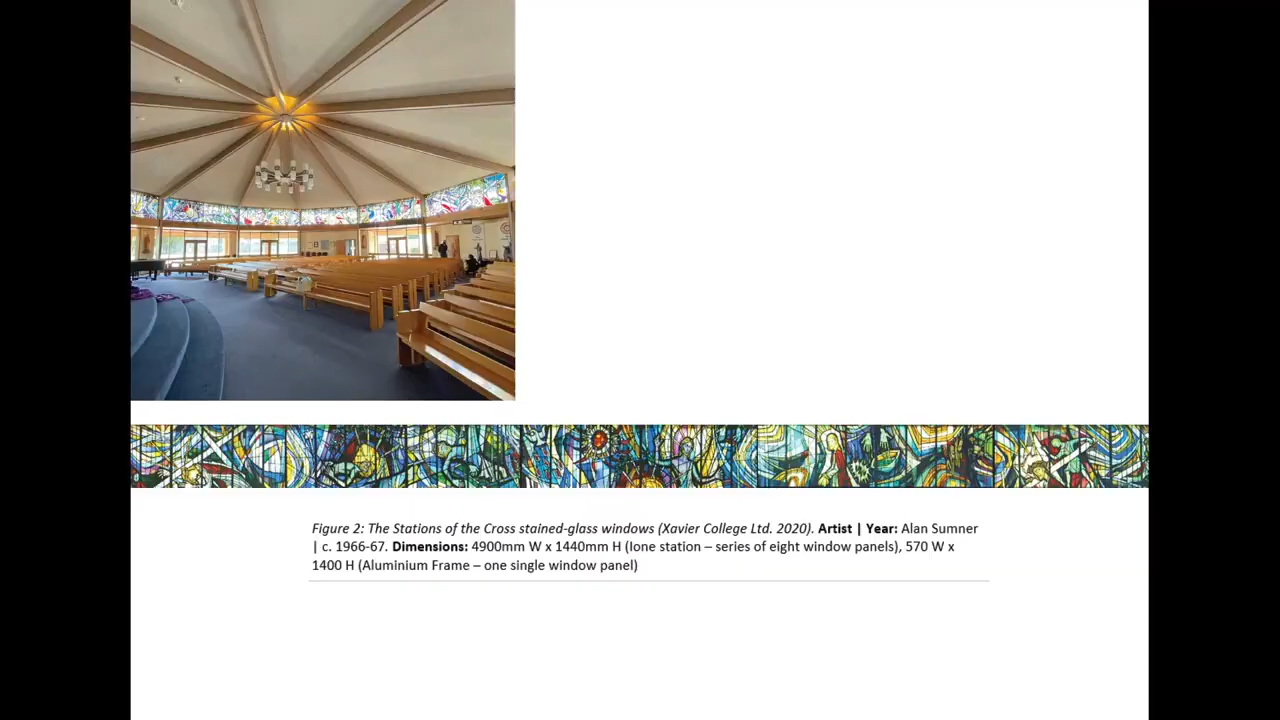 Figure 2: The Stations of the Cross stained-glass windows (Xavier College Ltd. 2020). Artist | Year: Alan Sumner
| c. 1966-67. Dimensions: 4900mm W x 1440mm H (Ione station – series of eight window panels), 570 W x
1400 H (Aluminium Frame – one single window panel)